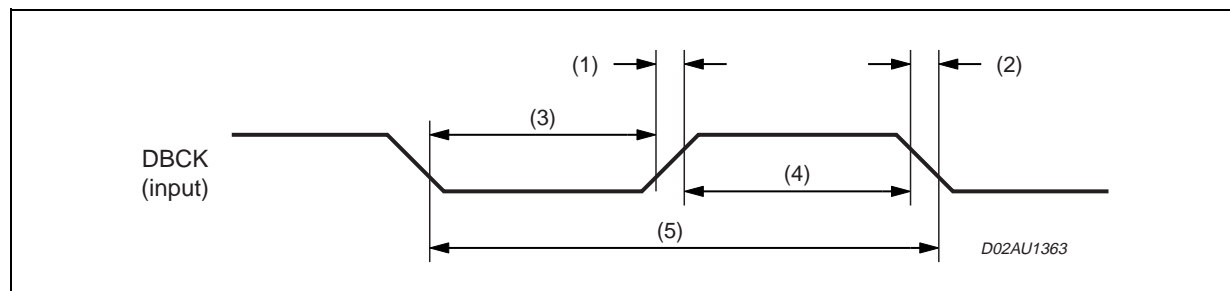 (1)
(2)
(3)
DBCK
(input)
(4)
(5)
D02AU1363